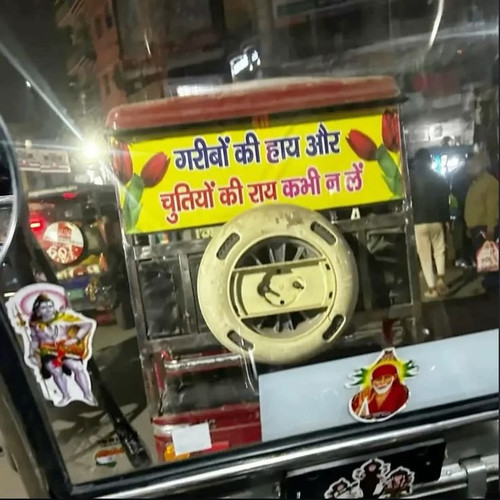 गरीबों की हाय और
चुतियों की राय कभी न लें